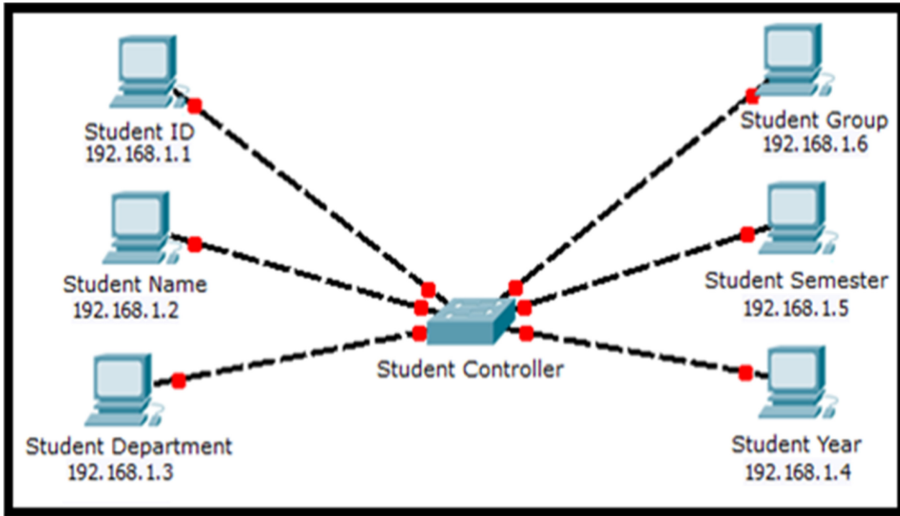 Student ID
192.168.1.1
Student Group
192.168.1.6
Student Name
192.168.1.2
Student Semester
192.168.1.5
Student Controller
Student Department
192.168.1.3
Student Year
192.168.1.4